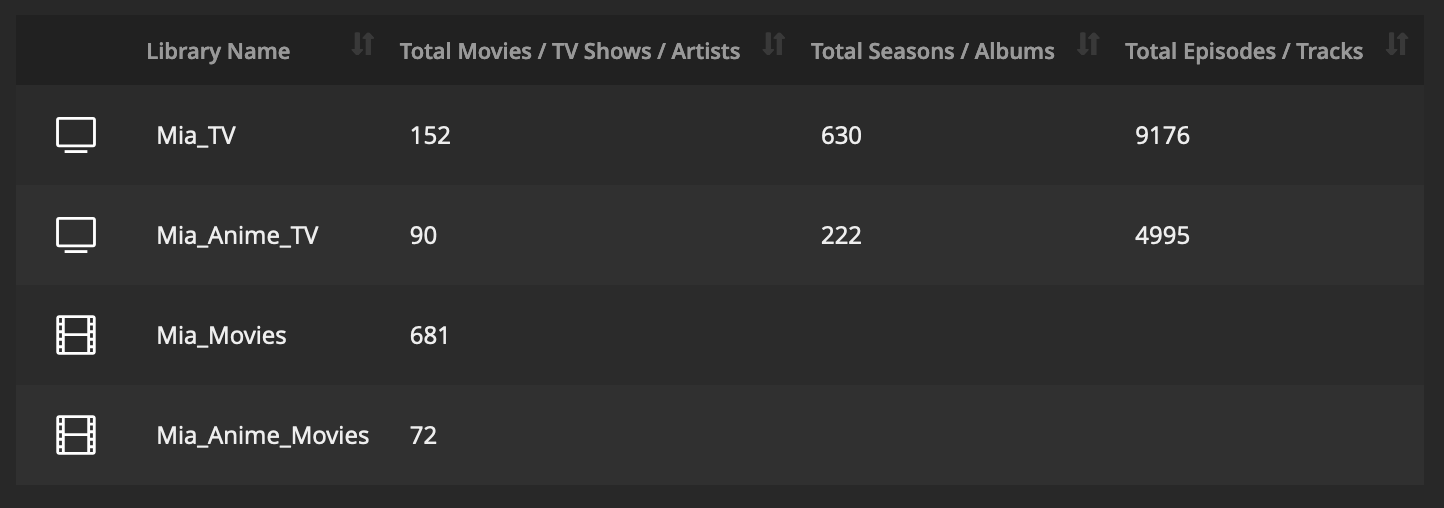 Library Name Total Movies / TV Shows / Artists Total Seasons / Albums Total Episodes / Tracks
Mia_TV 152 630 9176
Mia_Anime_TV 90 222 4995
Mia_Movies 681
Mia_Anime_Movies 72